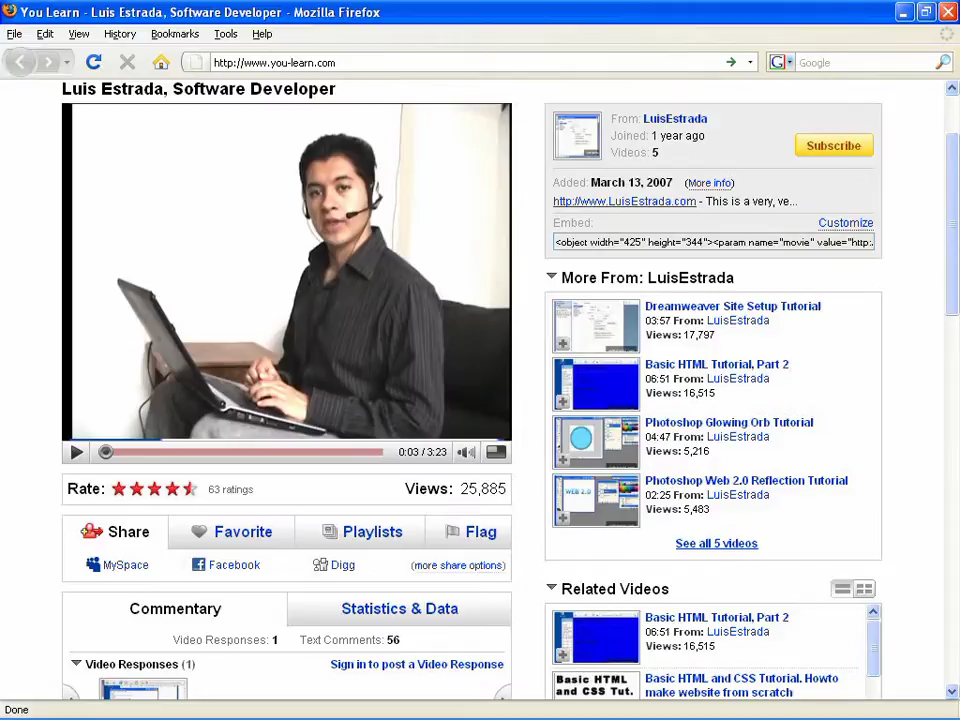 You Learn - Luis Estrada, Software Developer - Mozilla Firefox
File Edit View History Bookmarks Tools Help
http://www.you-learn.com
G Google
Luis Estrada, Software Developer
0:03 / 3:23
Rate: 63 ratings Views: 25,885
Share Favorite Playlists Flag
MySpace Facebook Digg (more share options)
Commentary Statistics & Data
Video Responses: 1 Text Comments: 56
Video Responses (1) Sign in to post a Video Response
From: LuisEstrada
Joined: 1 year ago
Videos: 5
Subscribe
Added: March 13, 2007 (More info)
http://www.LuisEstrada.com - This is a very, ve...
Embed: Customize
<object width="425" height="344"><param name="movie" value="http:.
More From: LuisEstrada
Dreamweaver Site Setup Tutorial
03:57 From: LuisEstrada
Views: 17,797
Basic HTML Tutorial, Part 2
06:51 From: LuisEstrada
Views: 16,515
Photoshop Glowing Orb Tutorial
04:47 From: LuisEstrada
Views: 5,216
WEB 2.0
Photoshop Web 2.0 Reflection Tutorial
02:25 From: LuisEstrada
Views: 5,483
See all 5 videos
Related Videos
Basic HTML Tutorial, Part 2
06:51 From: LuisEstrada
Views: 16,515
Basic HTML
and CSS Tut.
Basic HTML and CSS Tutorial. Howto
make website from scratch
Done